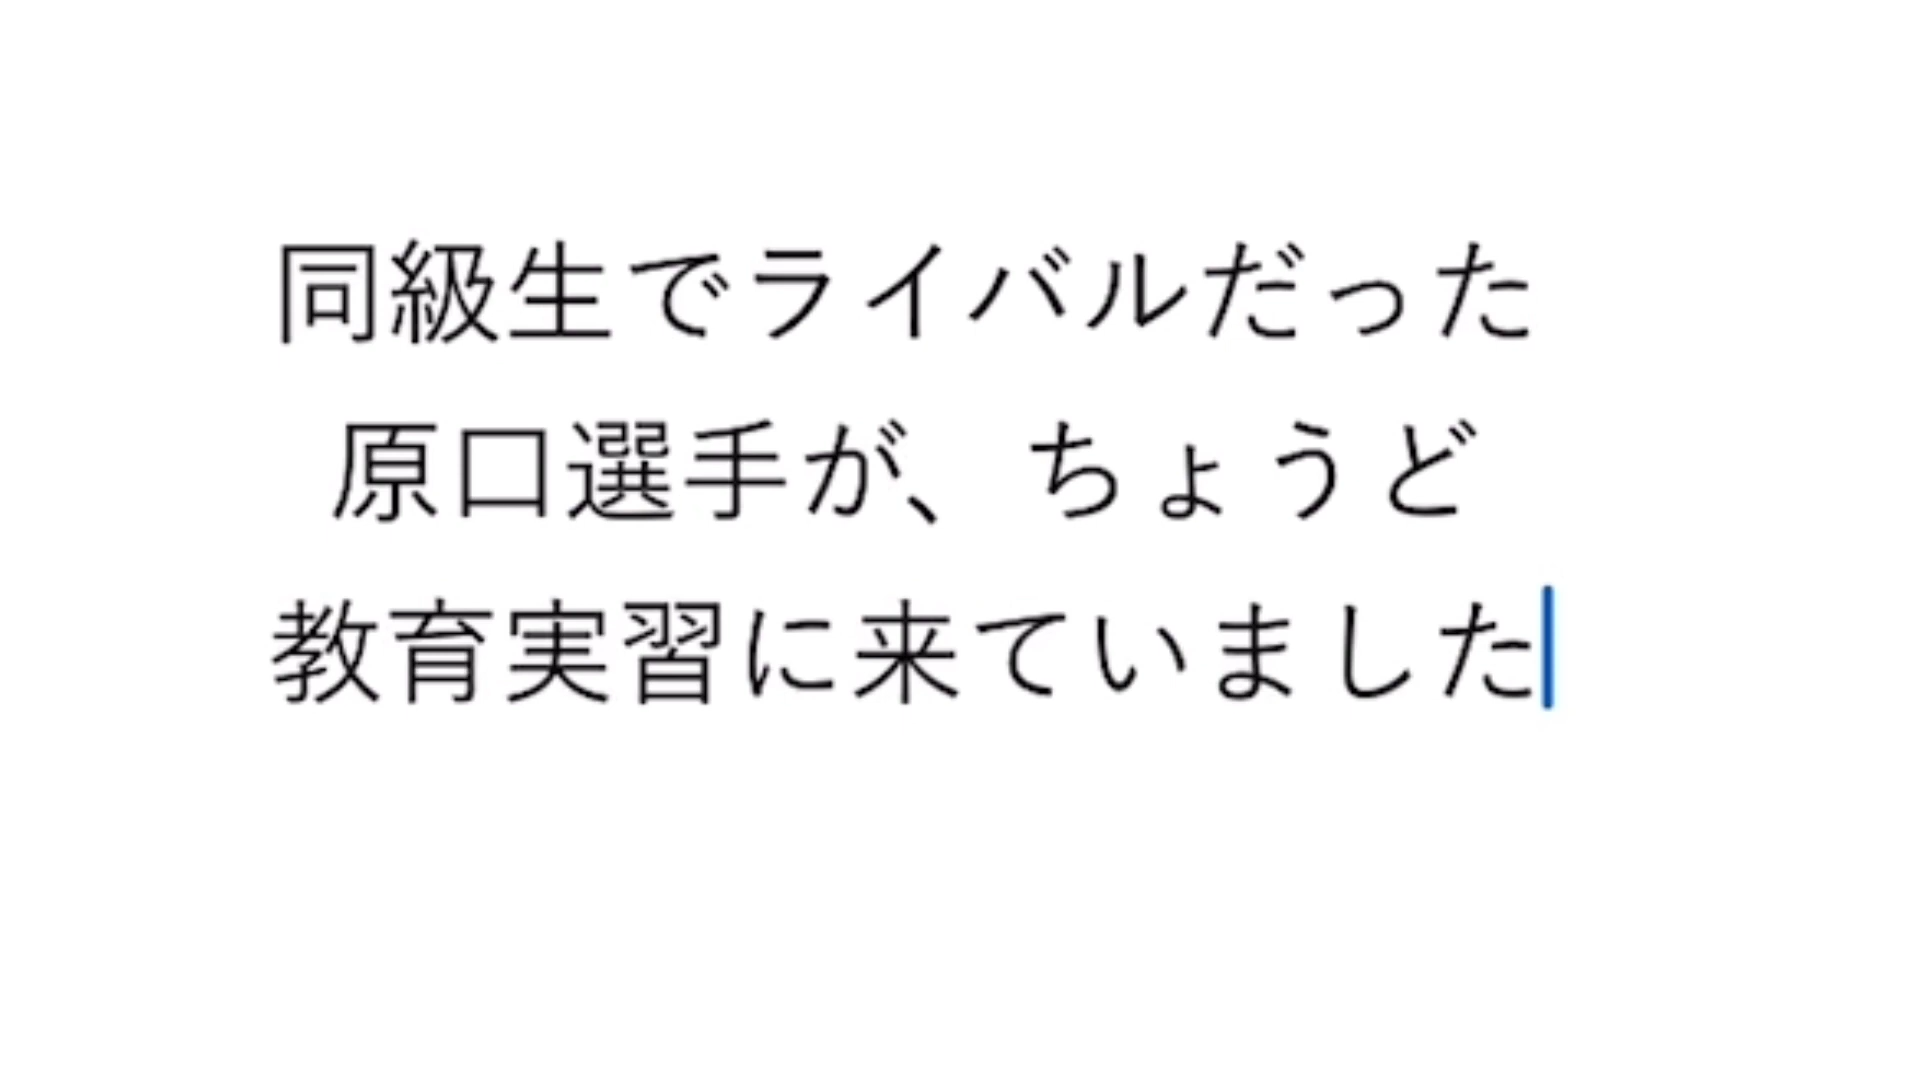 同級生でライバルだった
原口選手が、ちょうど
教育実習に来ていました